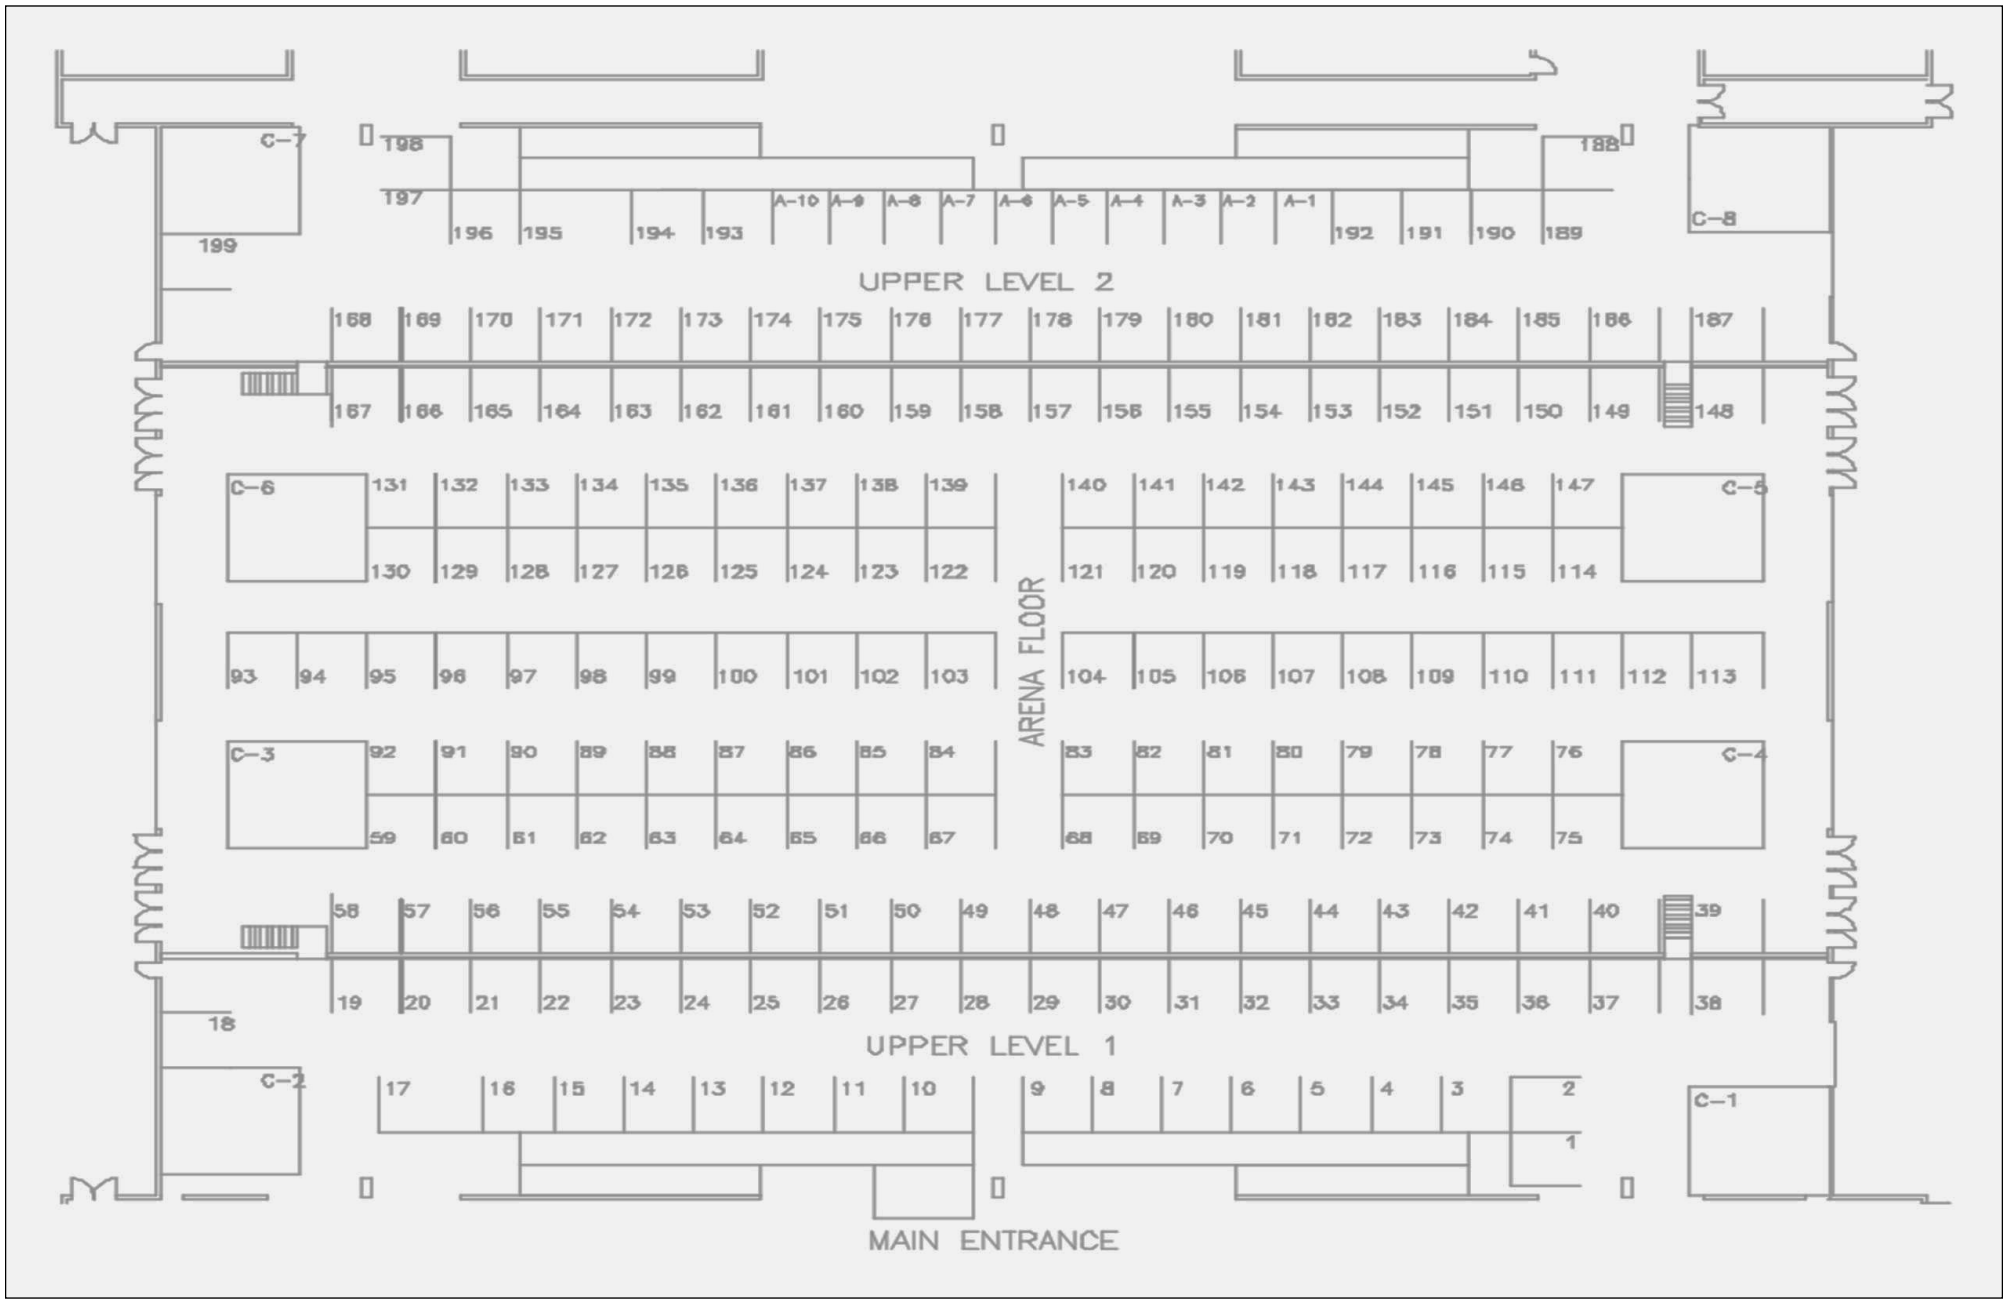 C-7 198 188
197 A-10 A-9 A-8 A-7 A-6 A-5 A-4 A-3 A-2 A-1 C-8
199 196 195 194 193 192 191 190 189
UPPER LEVEL 2
168 169 170 171 172 173 174 175 176 177 178 179 180 181 182 183 184 185 186 187
167 166 165 164 163 162 161 160 159 158 157 156 155 154 153 152 151 150 149 148
C-6 131 132 133 134 135 136 137 138 139 140 141 142 143 144 145 146 147 C-5
130 129 128 127 126 125 124 123 122 121 120 119 118 117 116 115 114
ARENA FLOOR
93 94 95 96 97 98 99 100 101 102 103 104 105 106 107 108 109 110 111 112 113
C-3 92 91 90 89 88 87 86 85 84 83 82 81 80 79 78 77 76 C-4
59 60 61 62 63 64 65 66 67 68 69 70 71 72 73 74 75
58 57 56 55 54 53 52 51 50 49 48 47 46 45 44 43 42 41 40 39
19 20 21 22 23 24 25 26 27 28 29 30 31 32 33 34 35 36 37 38
18
UPPER LEVEL 1
C-2 17 16 15 14 13 12 11 10 9 8 7 6 5 4 3 2 C-1
1
MAIN ENTRANCE